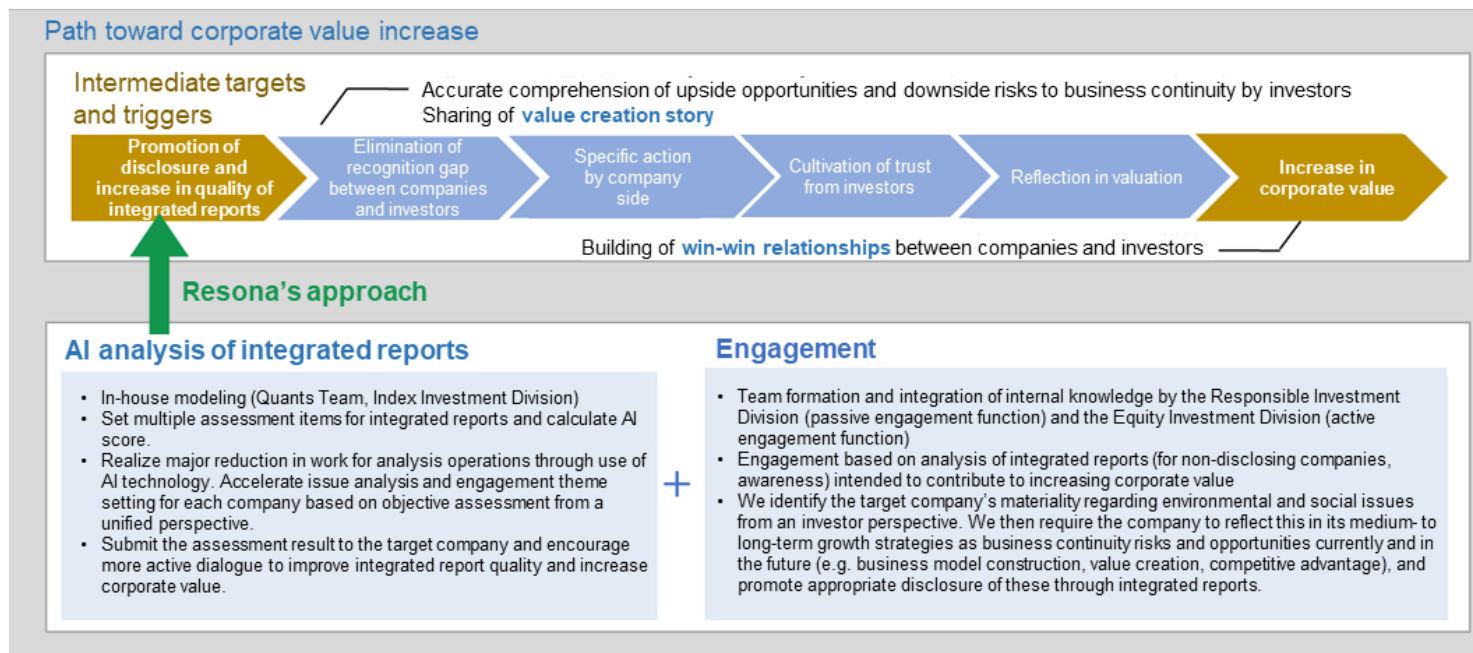 Path toward corporate value increase
Intermediate targets
and triggers
Accurate comprehension of upside opportunities and downside risks to business continuity by investors
Sharing of value creation story
Promotion of
disclosure and
increase in quality of
integrated reports
Elimination of
recognition gap
between companies
and investors
Specific action
by company
side
Cultivation of trust
from investors
Reflection in valuation
Increase in
corporate value
Building of win-win relationships between companies and investors
Resona's approach
AI analysis of integrated reports
• In-house modeling (Quants Team, Index Investment Division)
• Set multiple assessment items for integrated reports and calculate AI
score.
• Realize major reduction in work for analysis operations through use of
AI technology. Accelerate issue analysis and engagement theme
setting for each company based on objective assessment from a
unified perspective.
• Submit the assessment result to the target company and encourage
more active dialogue to improve integrated report quality and increase
corporate value.
+
Engagement
• Team formation and integration of internal knowledge by the Responsible Investment
Division (passive engagement function) and the Equity Investment Division (active
engagement function)
• Engagement based on analysis of integrated reports (for non-disclosing companies,
awareness) intended to contribute to increasing corporate value
• We identify the target company's materiality regarding environmental and social issues
from an investor perspective. We then require the company to reflect this in its medium- to
long-term growth strategies as business continuity risks and opportunities currently and in
the future (e.g. business model construction, value creation, competitive advantage), and
promote appropriate disclosure of these through integrated reports.